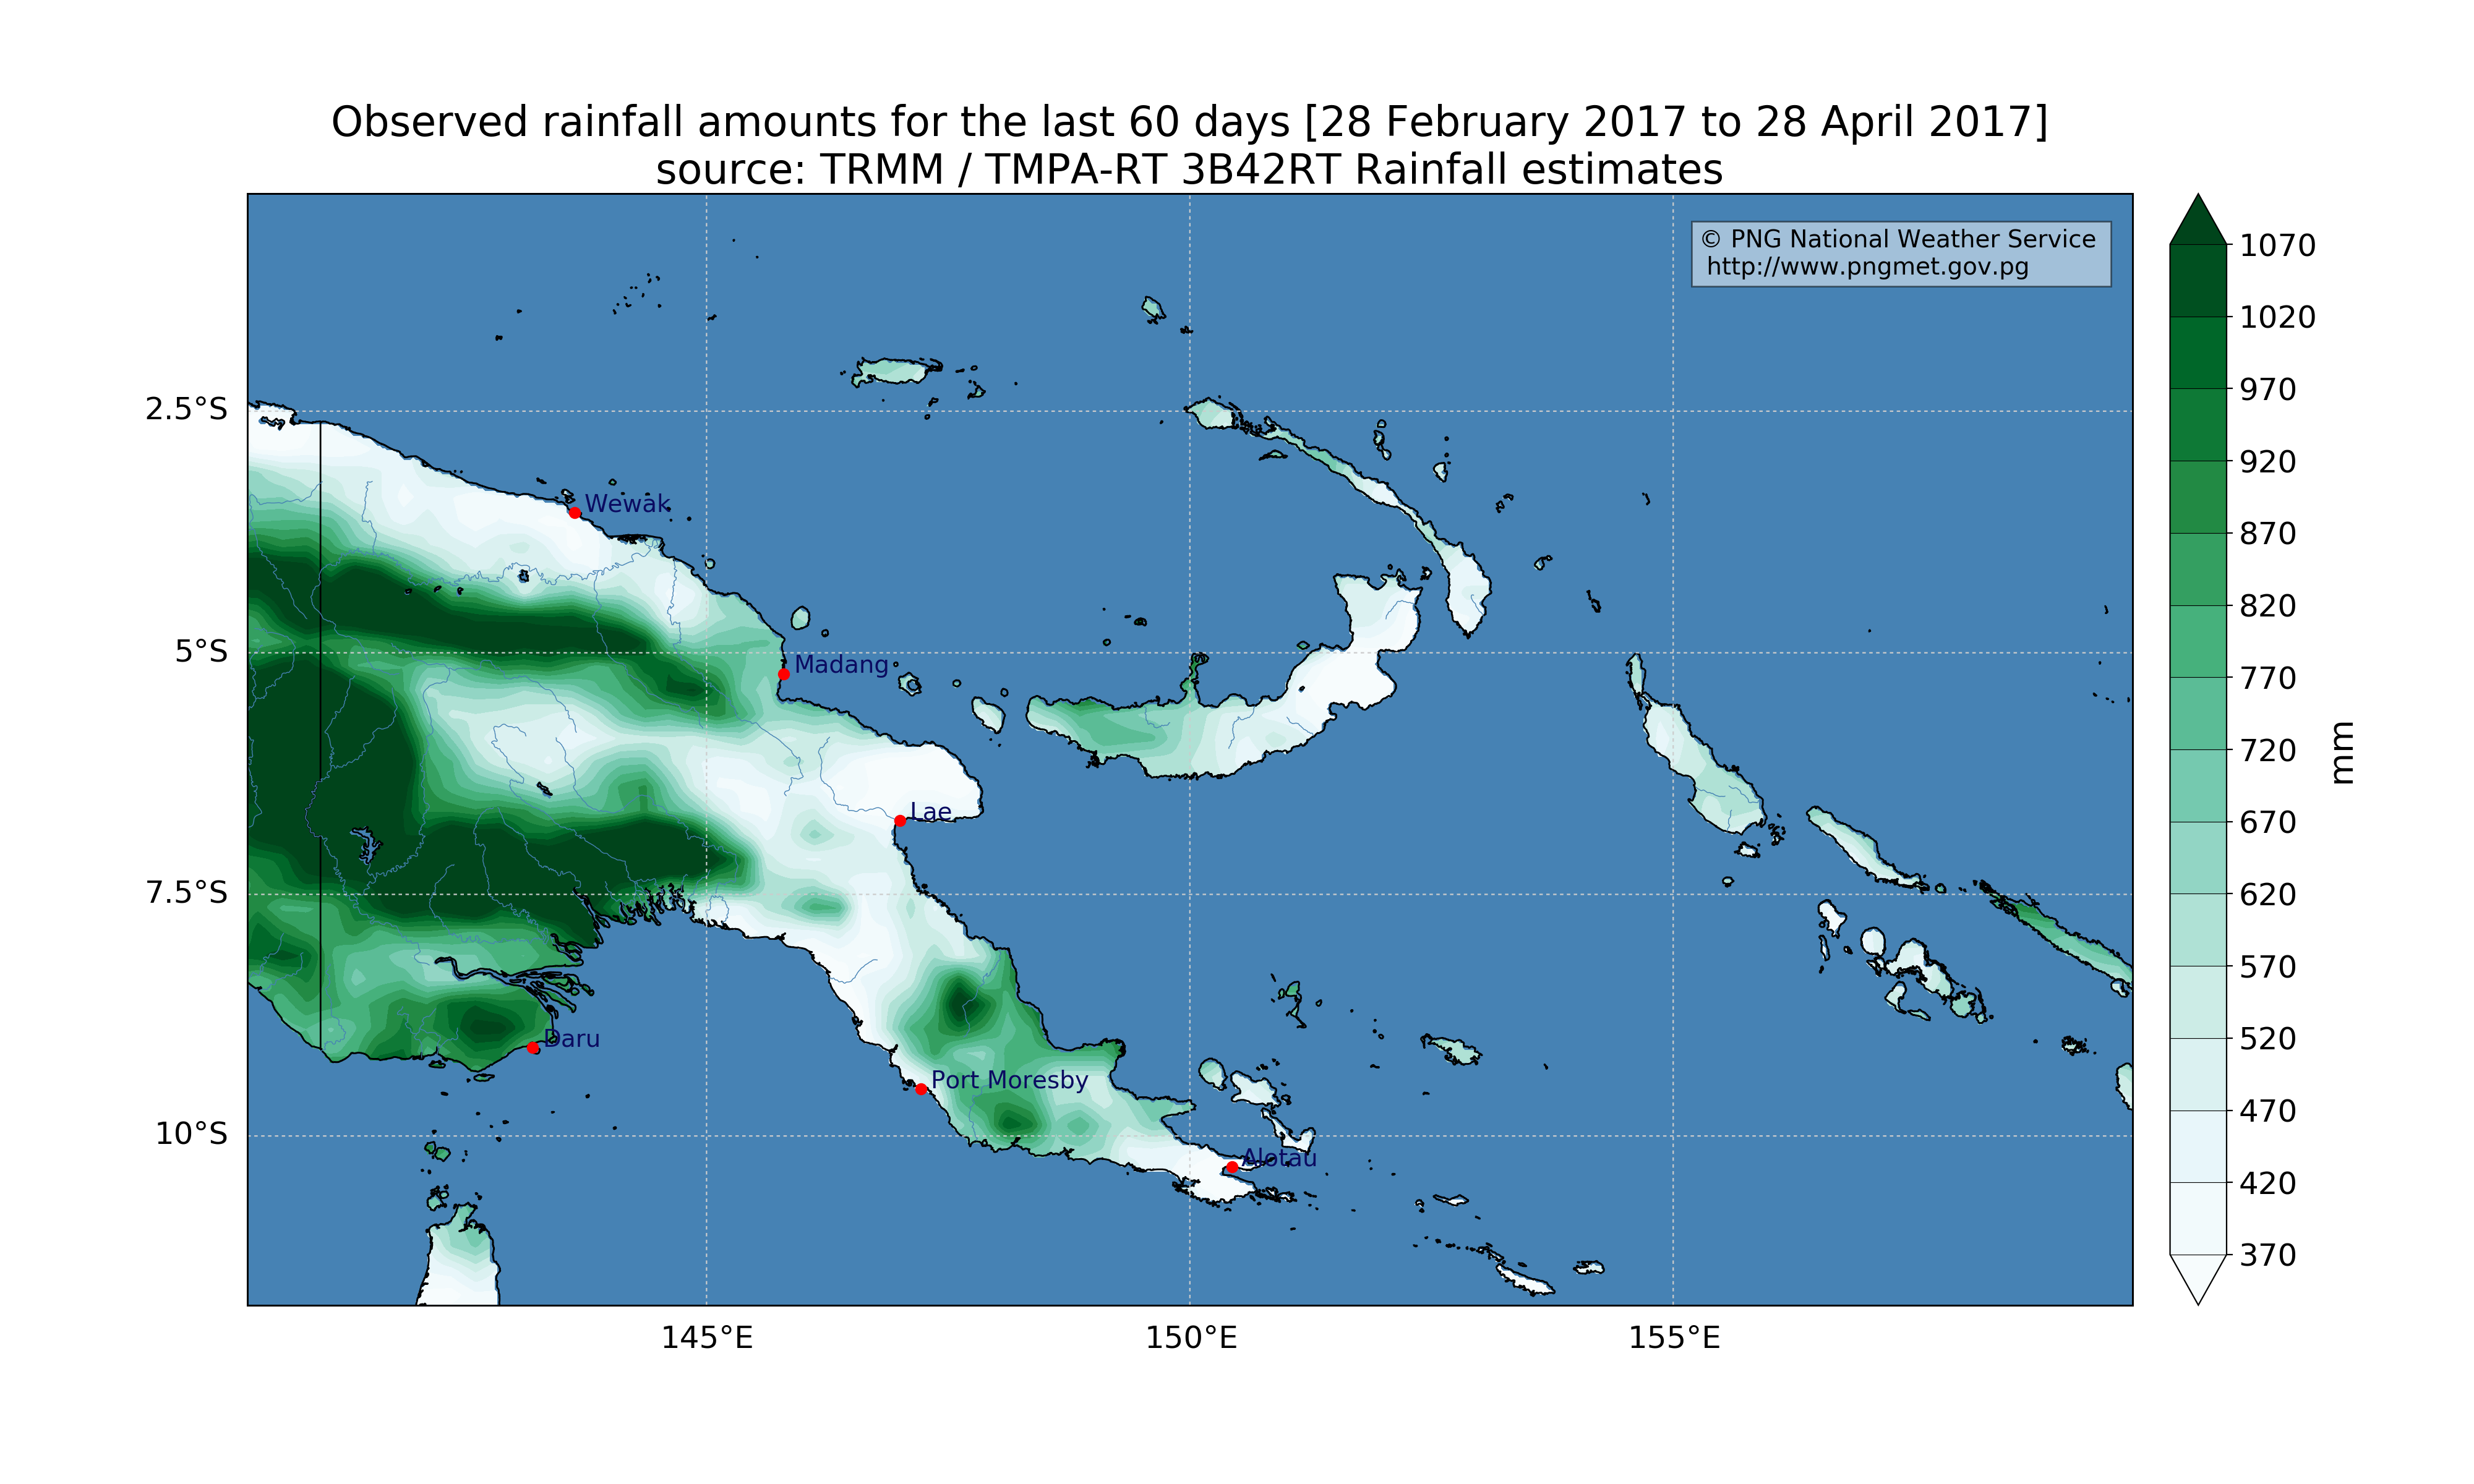 Observed rainfall amounts for the last 60 days [28 February 2017 to 28 April 2017]
source: TRMM / TMPA-RT 3B42RT Rainfall estimates
© PNG National Weather Service
http://www.pngmet.gov.pg
2.5°S
5°S
7.5°S
10°S
Wewak
Madang
Lae
Daru
Port Moresby
Alotau
145°E
150°E
155°E
1070
1020
970
920
870
820
770
720
670
620
570
520
470
420
370
mm